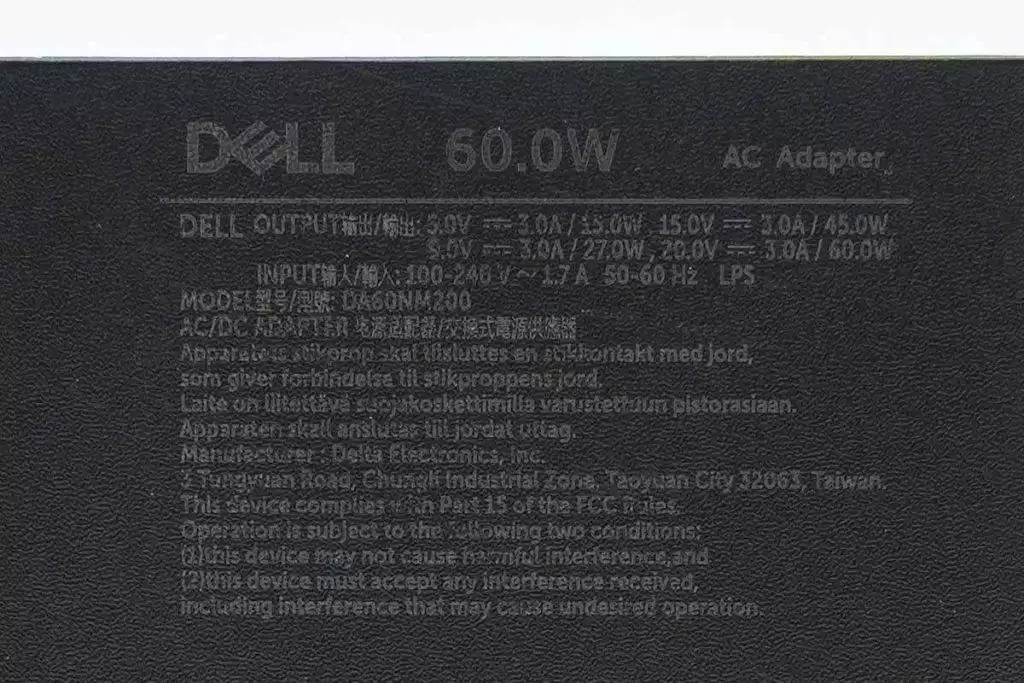 DELL 60.0W AC Adapter
DELL OUTPUT輸出/輸出: 5.0V ⎓ 3.0A/15.0W, 15.0V ⎓ 3.0A/45.0W
9.0V ⎓ 3.0A/27.0W, 20.0V ⎓ 3.0A/60.0W
INPUT输入/輸入: 100-240 V~1.7 A 50-60 Hz LPS
MODEL型号/型號: DA60NM200
AC/DC ADAPTER 电源适配器/交換式電源供應器
Apparatets stikprop skal tilsluttes en stikkontakt med jord,
som giver forbindelse til stikproppens jord.
Laite on liitettävä suojakoskettimilla varustettuun pistorasiaan.
Apparaten skall anslutas till jordat uttag.
Manufacturer : Delta Electronics, Inc.
3 Tungyuan Road, Chungli Industrial Zone, Taoyuan City 32063, Taiwan.
This device complies with Part 15 of the FCC Rules.
Operation is subject to the following two conditions:
(1)this device may not cause harmful interference,and
(2)this device must accept any interference received,
including interference that may cause undesired operation.